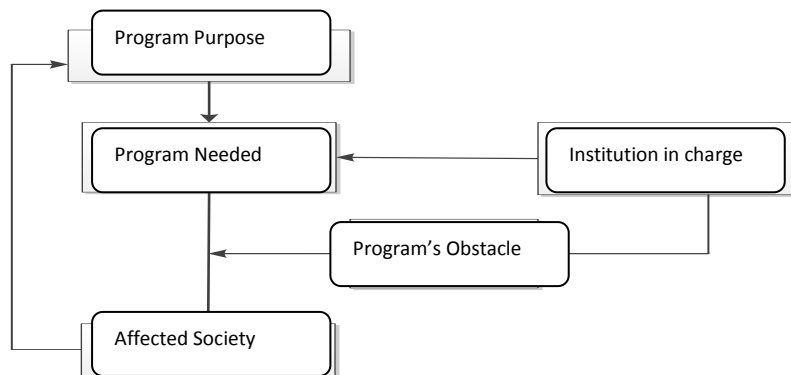 Program Purpose
Program Needed
Institution in charge
Program's Obstacle
Affected Society